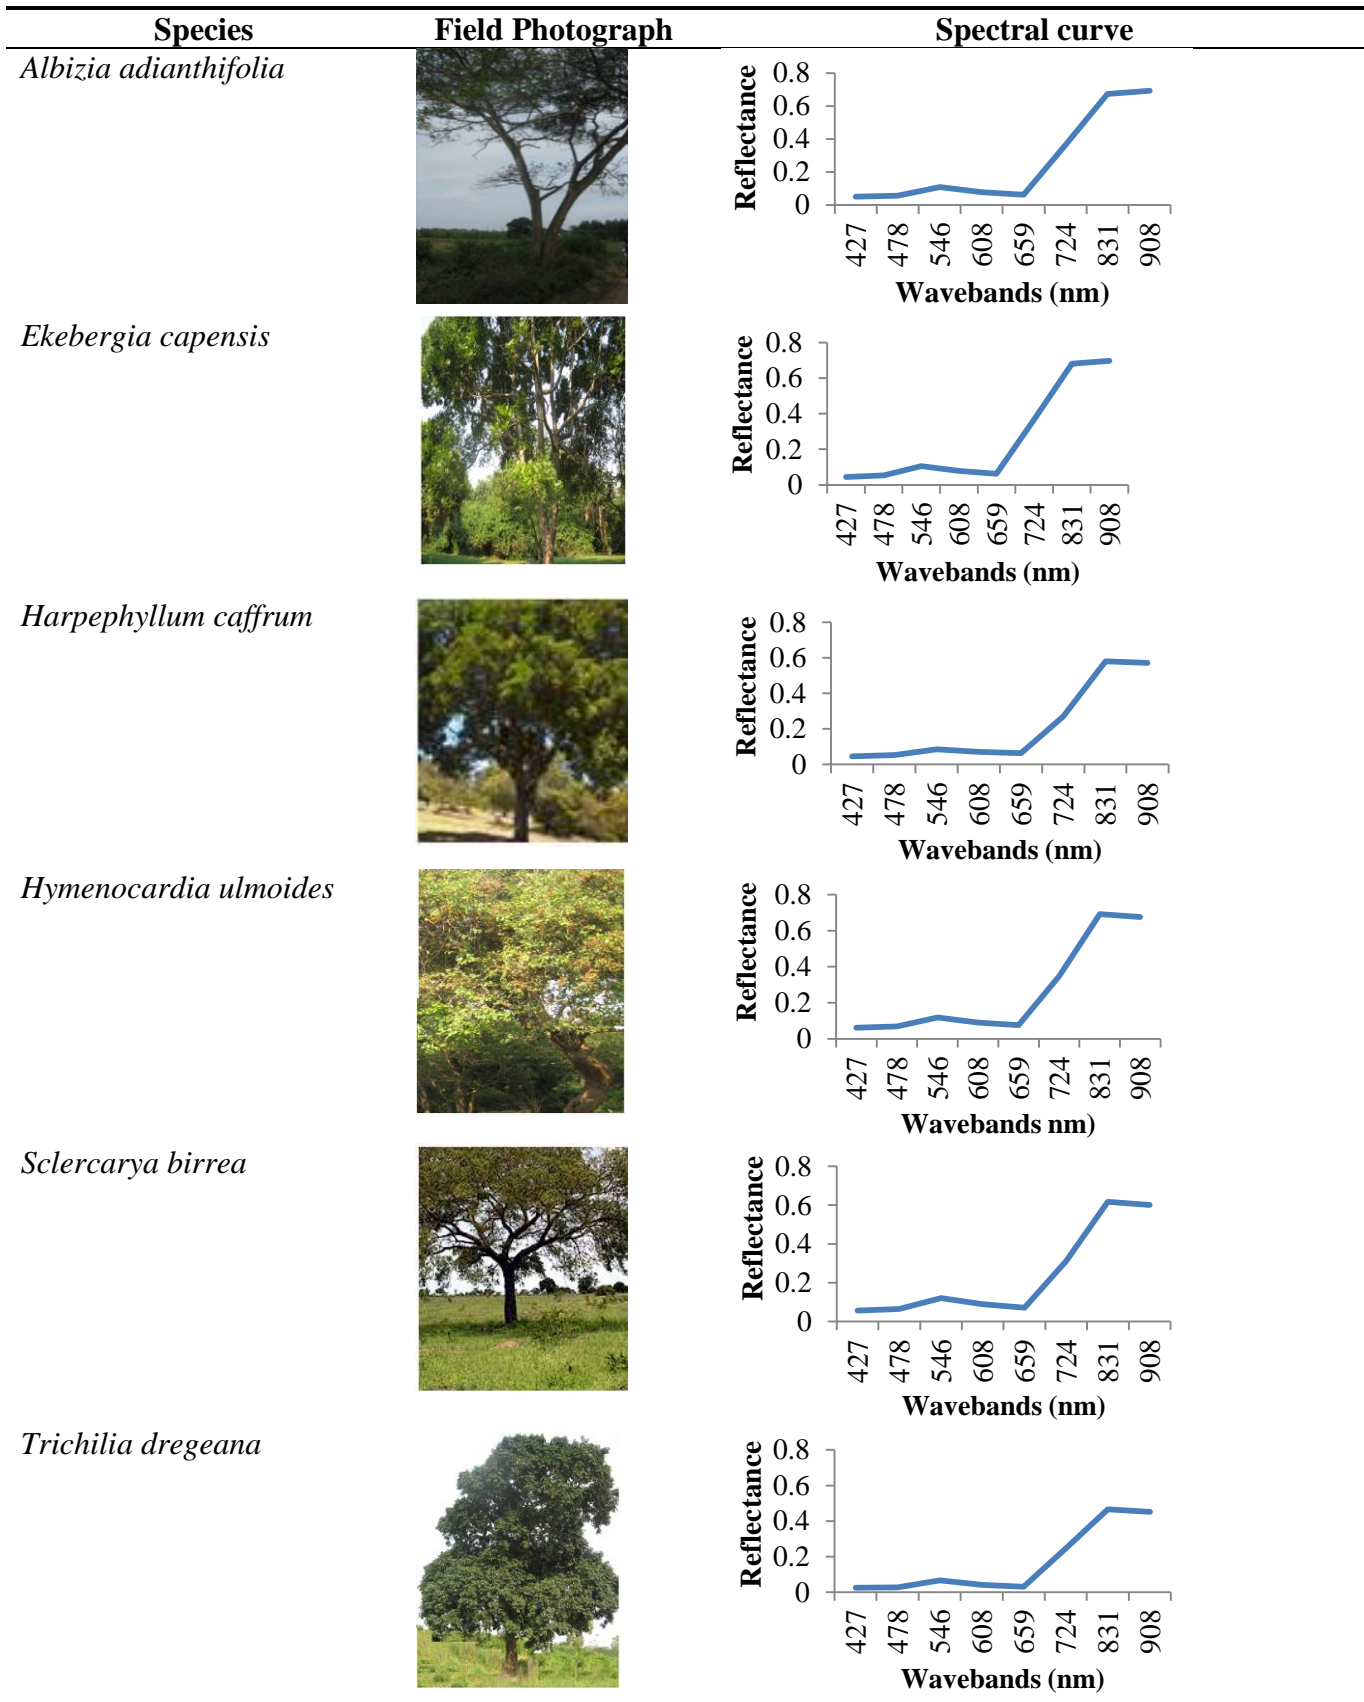 Species Field Photograph Spectral curve
Albizia adianthifolia
Reflectance
0.8
0.6
0.4
0.2
0
427 478 546 608 659 724 831 908
Wavebands (nm)
Ekebergia capensis
Reflectance
0.8
0.6
0.4
0.2
0
427 478 546 608 659 724 831 908
Wavebands (nm)
Harpephyllum caffrum
Reflectance
0.8
0.6
0.4
0.2
0
427 478 546 608 659 724 831 908
Wavebands (nm)
Hymenocardia ulmoides
Reflectance
0.8
0.6
0.4
0.2
0
427 478 546 608 659 724 831 908
Wavebands nm)
Sclercarya birrea
Reflectance
0.8
0.6
0.4
0.2
0
427 478 546 608 659 724 831 908
Wavebands (nm)
Trichilia dregeana
Reflectance
0.8
0.6
0.4
0.2
0
427 478 546 608 659 724 831 908
Wavebands (nm)